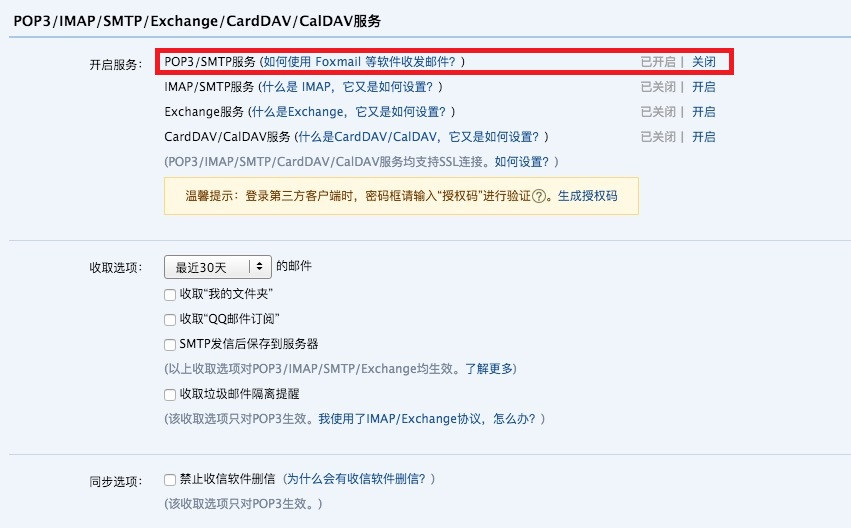 POP3/IMAP/SMTP/Exchange/CardDAV/CalDAV服务
开启服务： POP3/SMTP服务 (如何使用 Foxmail 等软件收发邮件？) 已开启 | 关闭
IMAP/SMTP服务 (什么是 IMAP，它又是如何设置？) 已关闭 | 开启
Exchange服务 (什么是Exchange，它又是如何设置？) 已关闭 | 开启
CardDAV/CalDAV服务 (什么是CardDAV/CalDAV，它又是如何设置？) 已关闭 | 开启
(POP3/IMAP/SMTP/CardDAV/CalDAV服务均支持SSL连接。如何设置？)
温馨提示：登录第三方客户端时，密码框请输入“授权码”进行验证?。生成授权码
收取选项： 最近30天 的邮件
收取“我的文件夹”
收取“QQ邮件订阅”
SMTP发信后保存到服务器
(以上收取选项对POP3/IMAP/SMTP/Exchange均生效。了解更多)
收取垃圾邮件隔离提醒
(该收取选项只对POP3生效。我使用了IMAP/Exchange协议，怎么办？)
同步选项： 禁止收信软件删信 (为什么会有收信软件删信？)
(该收取选项只对POP3生效。)